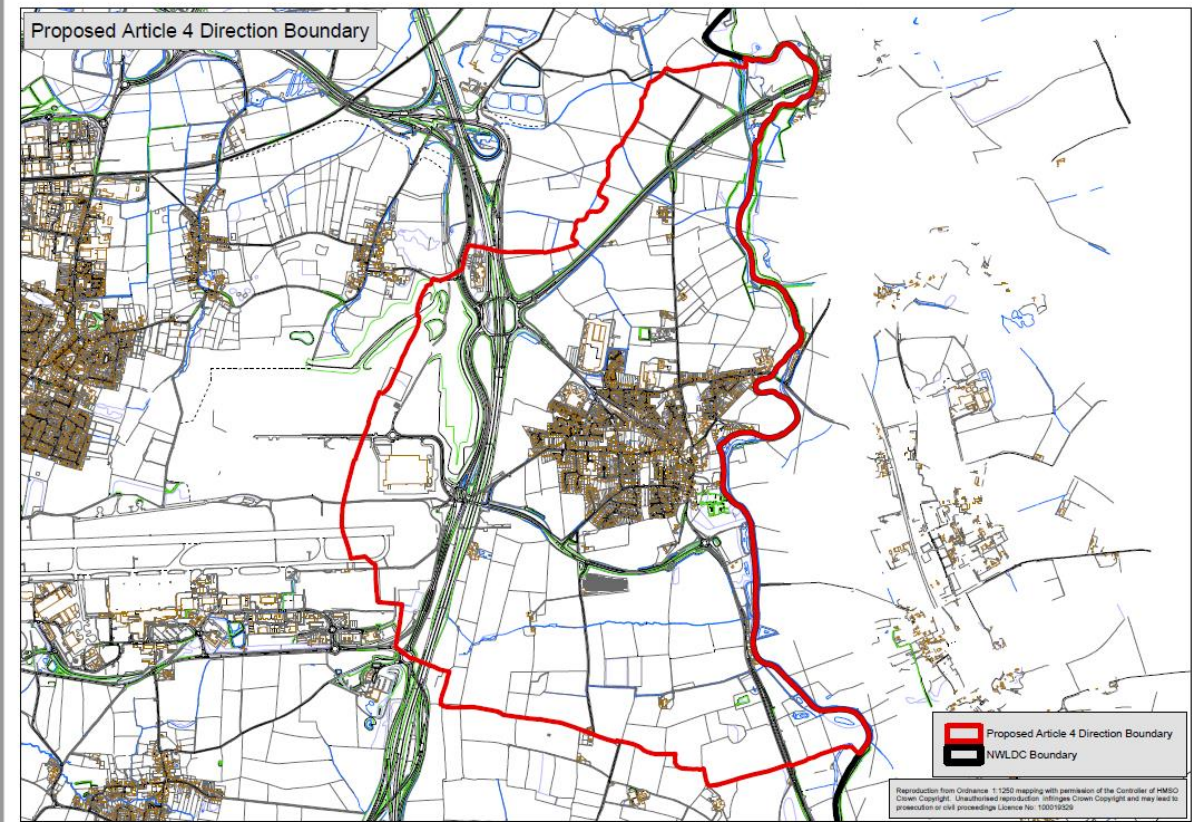 Proposed Article 4 Direction Boundary
Proposed Article 4 Direction Boundary
NWLDC Boundary
Reproduction from Ordnance 1:1250 mapping with permission of the Controller of HMSO
Crown Copyright. Unauthorised reproduction infringes Crown Copyright and may lead to
prosecution or civil proceedings Licence No: 100019329